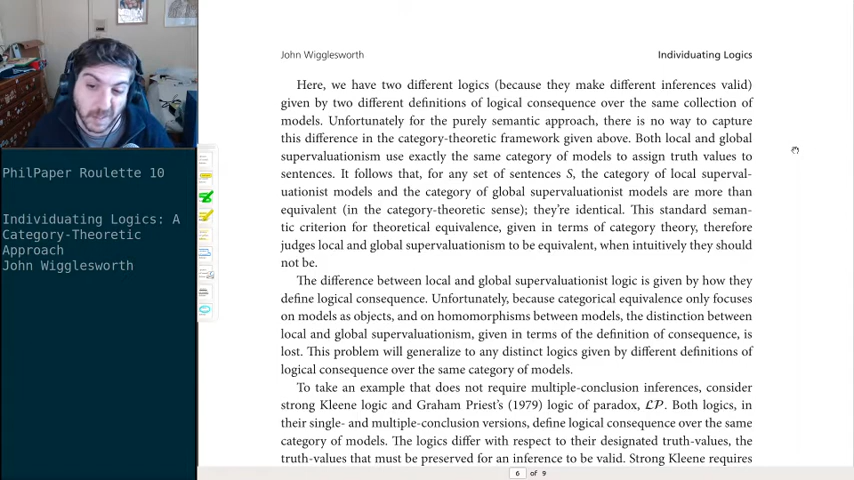 PhilPaper Roulette 10
Individuating Logics: A
Category-Theoretic
Approach
John Wigglesworth
John Wigglesworth
Individuating Logics
Here, we have two different logics (because they make different inferences valid)
given by two different definitions of logical consequence over the same collection of
models. Unfortunately for the purely semantic approach, there is no way to capture
this difference in the category-theoretic framework given above. Both local and global
supervaluationism use exactly the same category of models to assign truth values to
sentences. It follows that, for any set of sentences S, the category of local superval-
uationist models and the category of global supervaluationist models are more than
equivalent (in the category-theoretic sense); they're identical. This standard seman-
tic criterion for theoretical equivalence, given in terms of category theory, therefore
judges local and global supervaluationism to be equivalent, when intuitively they should
not be.
The difference between local and global supervaluationist logic is given by how they
define logical consequence. Unfortunately, because categorical equivalence only focuses
on models as objects, and on homomorphisms between models, the distinction between
local and global supervaluationism, given in terms of the definition of consequence, is
lost. This problem will generalize to any distinct logics given by different definitions of
logical consequence over the same category of models.
To take an example that does not require multiple-conclusion inferences, consider
strong Kleene logic and Graham Priest's (1979) logic of paradox, ℒ𝒫. Both logics, in
their single- and multiple-conclusion versions, define logical consequence over the same
category of models. The logics differ with respect to their designated truth-values, the
truth-values that must be preserved for an inference to be valid. Strong Kleene requires
6 of 9